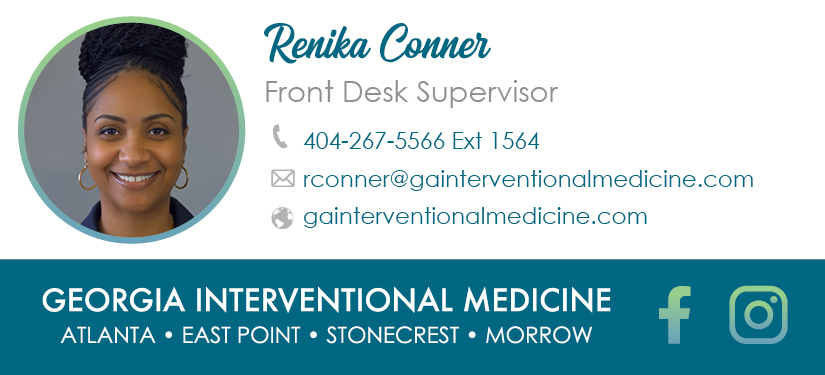 Renika Conner
Front Desk Supervisor
404-267-5566 Ext 1564
rconner@gainterventionalmedicine.com
gainterventionalmedicine.com
GEORGIA INTERVENTIONAL MEDICINE
ATLANTA • EAST POINT • STONECREST • MORROW